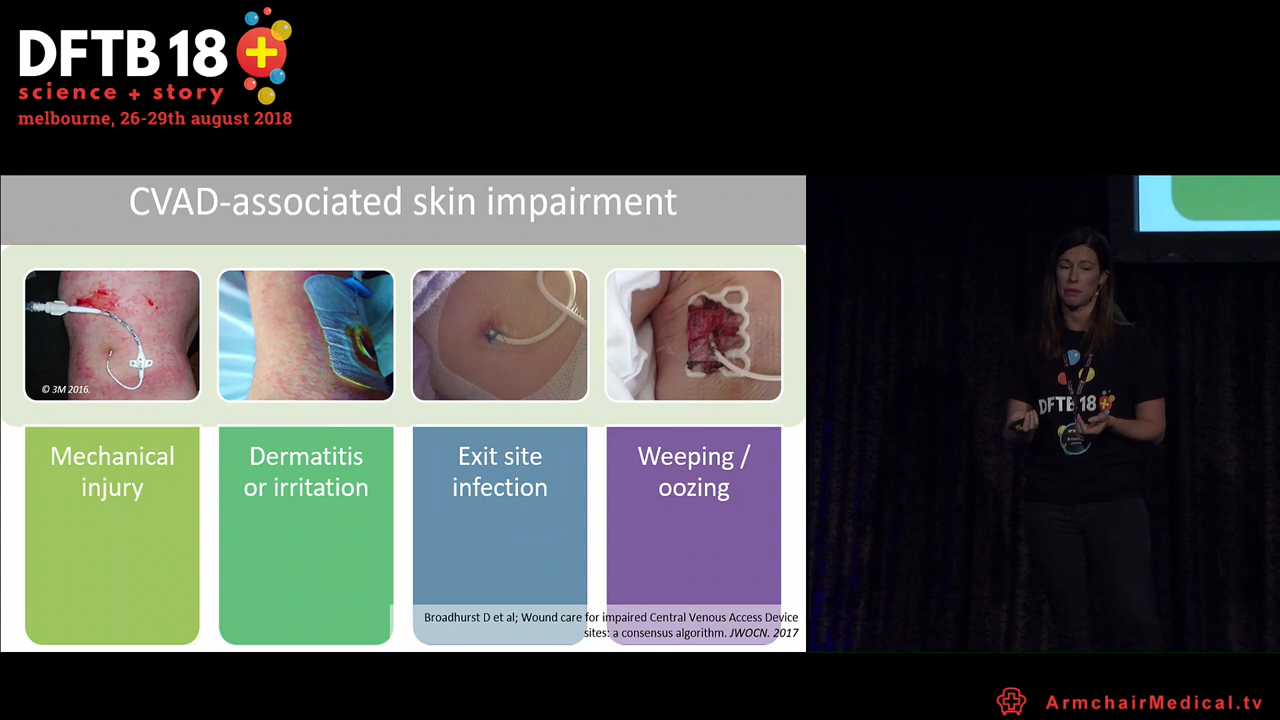 DFTB 18
science + story
melbourne, 26-29th august 2018
CVAD-associated skin impairment
© 3M 2016.
Mechanical
injury
Dermatitis
or irritation
Exit site
infection
Weeping /
oozing
Broadhurst D et al; Wound care for impaired Central Venous Access Device
sites: a consensus algorithm. JWOCN. 2017
DFTB 18
ArmchairMedical.tv